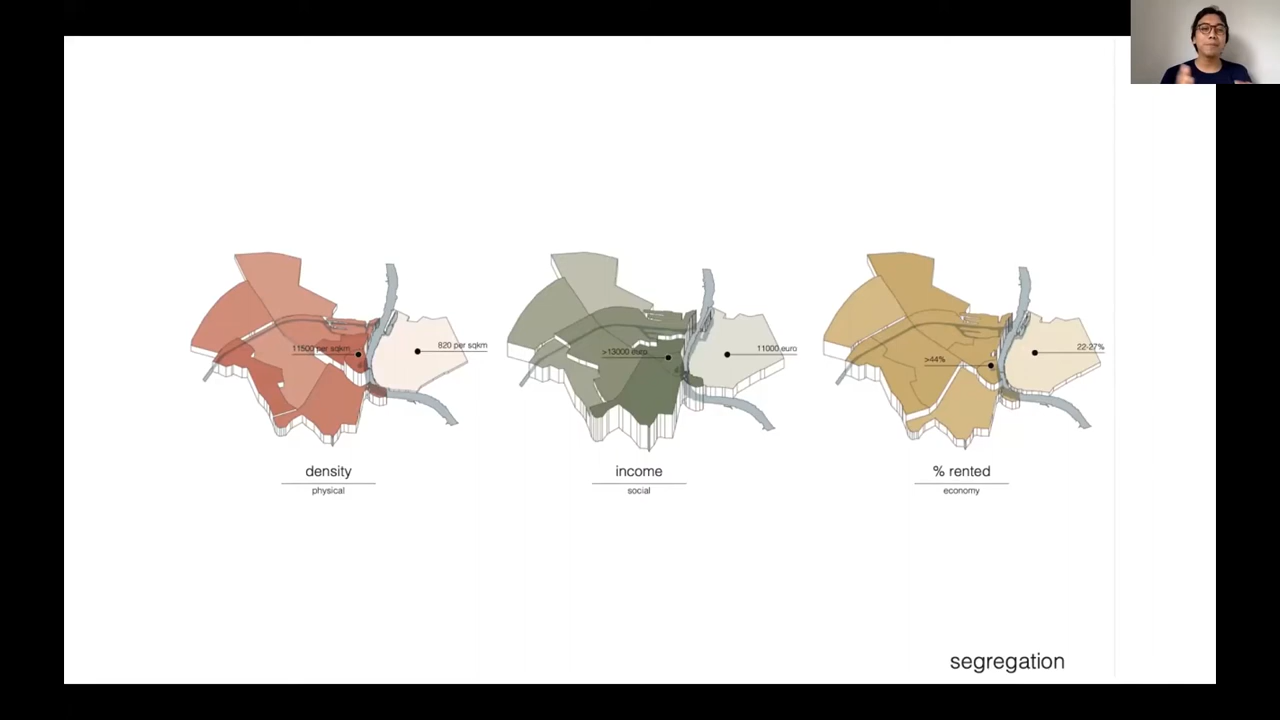 11500 per sqkm
820 per sqkm
>13000 euro
11000 euro
>44%
22-27%
density
physical
income
social
% rented
economy
segregation